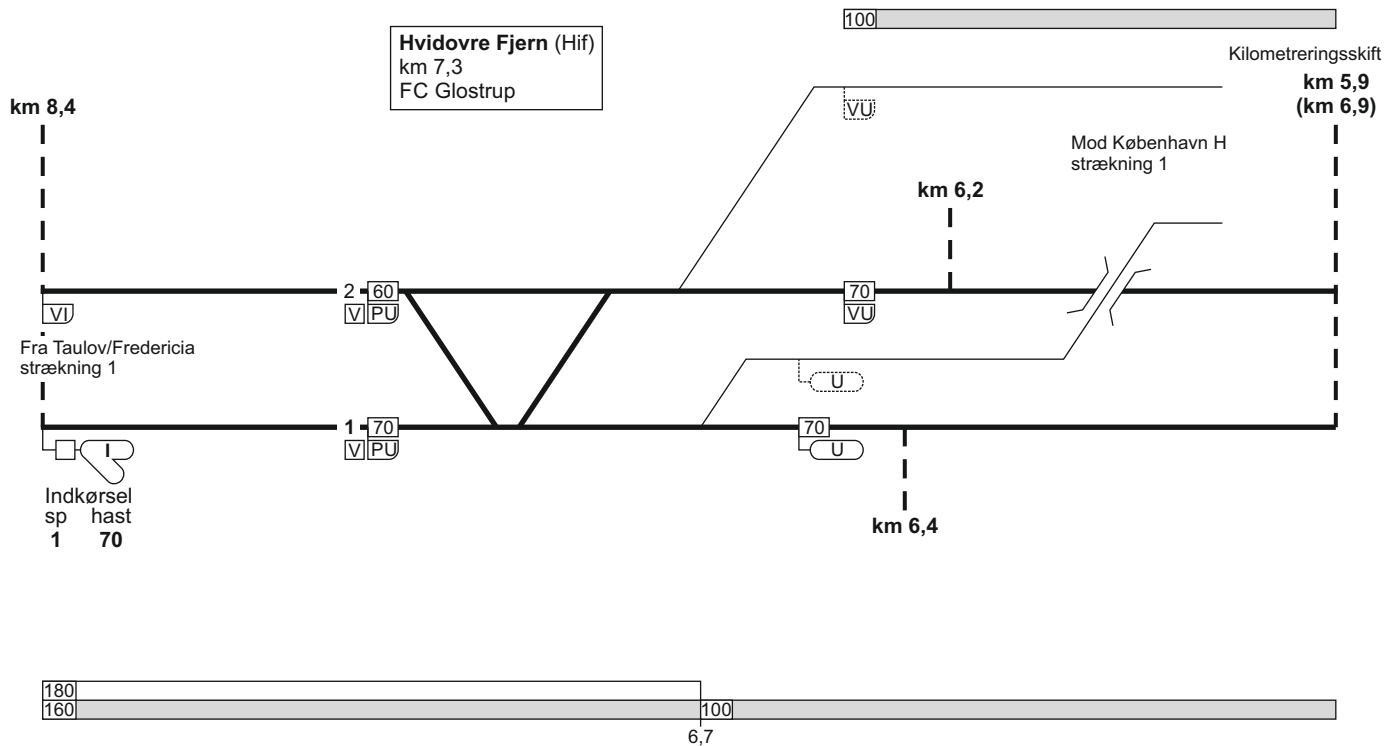 100
Hvidovre Fjern (Hif)
km 7,3
FC Glostrup
Kilometreringsskift
km 5,9
(km 6,9)
km 8,4
VU
Mod København H
strækning 1
km 6,2
2 60
70
VI
V PU
VU
Fra Taulov/Fredericia
strækning 1
U
1 70
70
I
V PU
U
Indkørsel
sp hast
1 70
km 6,4
180
160
100
6,7